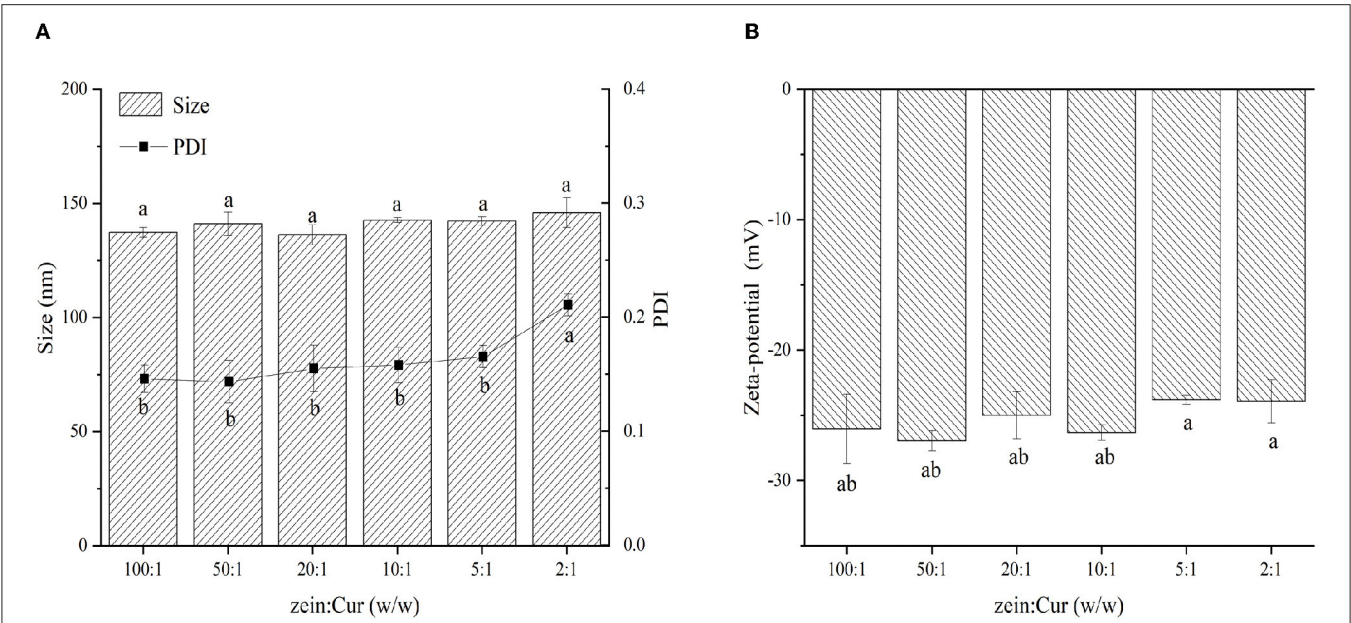 A
B
200
150
100
50
0
Size (nm)
Size
PDI
a
a
a
a
a
a
b
b
b
b
b
a
0.4
0.3
0.2
0.1
0.0
PDI
100:1
50:1
20:1
10:1
5:1
2:1
zein:Cur (w/w)
0
-10
-20
-30
Zeta-potential (mV)
ab
ab
ab
ab
a
a
100:1
50:1
20:1
10:1
5:1
2:1
zein:Cur (w/w)